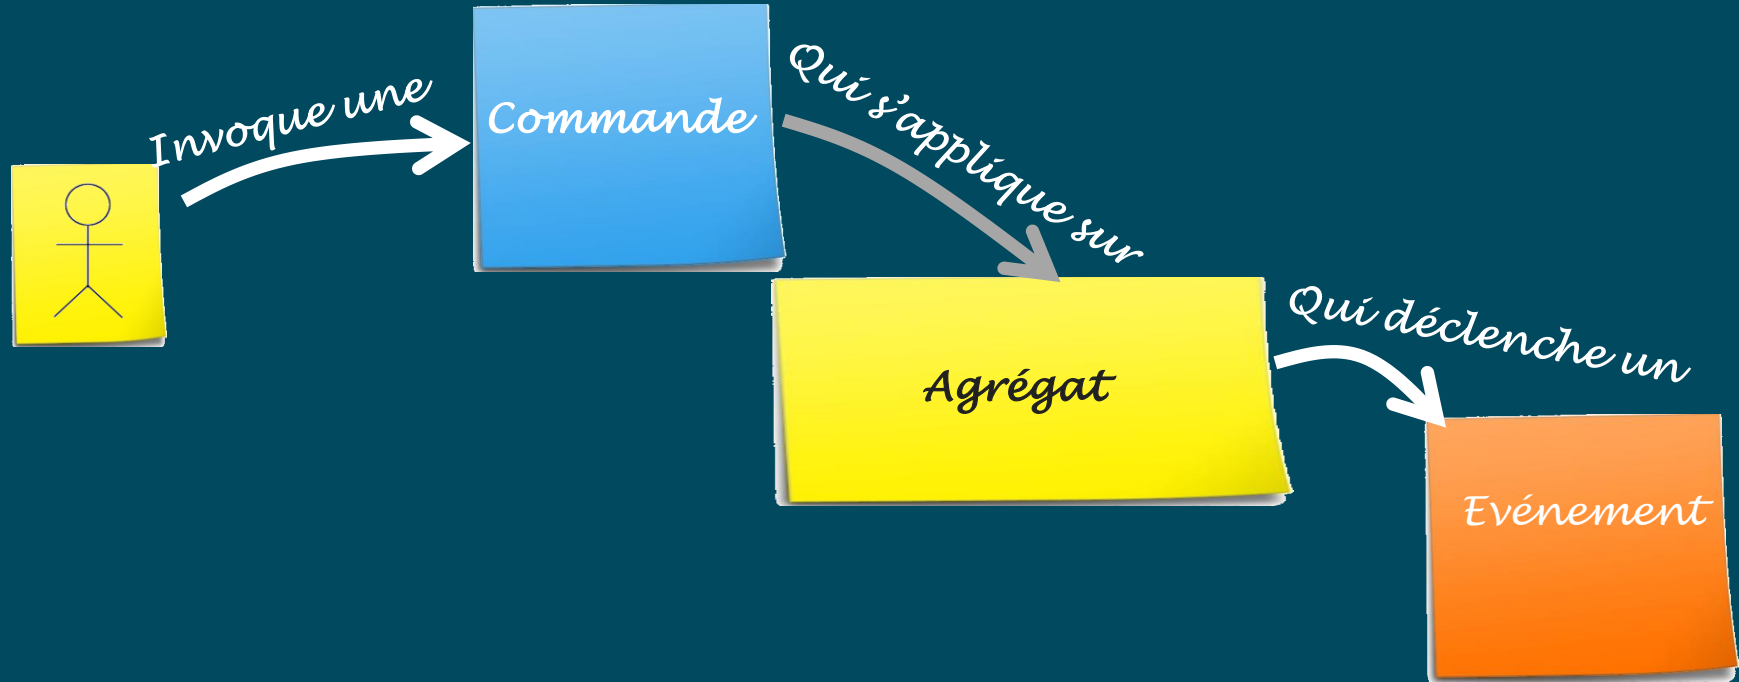 Invoque une
Commande
Qui s'applique sur
Agrégat
Qui déclenche un
Evénement